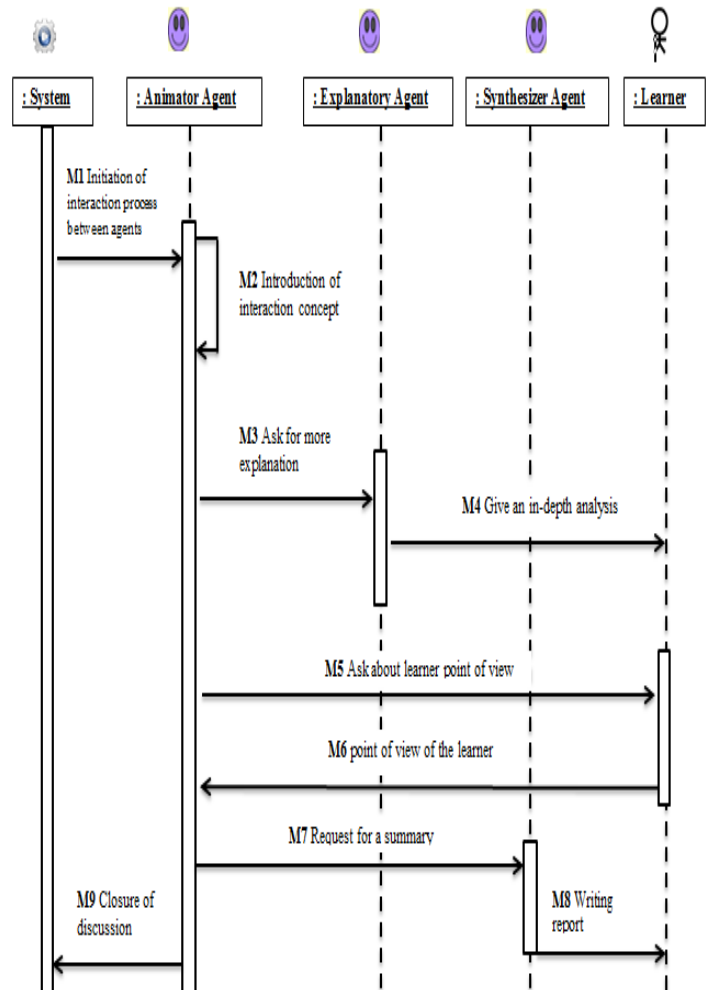 : System
: Animator Agent
: Explanatory Agent
: Synthesizer Agent
: Learner
M1 Initiation of
interaction process
between agents
M2 Introduction of
interaction concept
M3 Ask for more
explanation
M4 Give an in-depth analysis
M5 Ask about learner point of view
M6 point of view of the learner
M7 Request for a summary
M9 Closure of
discussion
M8 Writing
report